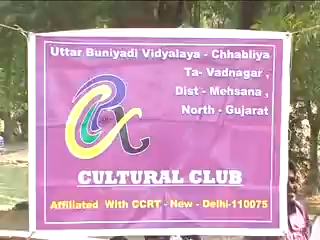 Uttar Buniyadi Vidyalaya - Chhabliya
Ta- Vadnagar ,
Dist - Mehsana ,
North - Gujarat
CULTURAL CLUB
Affiliated With CCRT - New - Delhi-110075